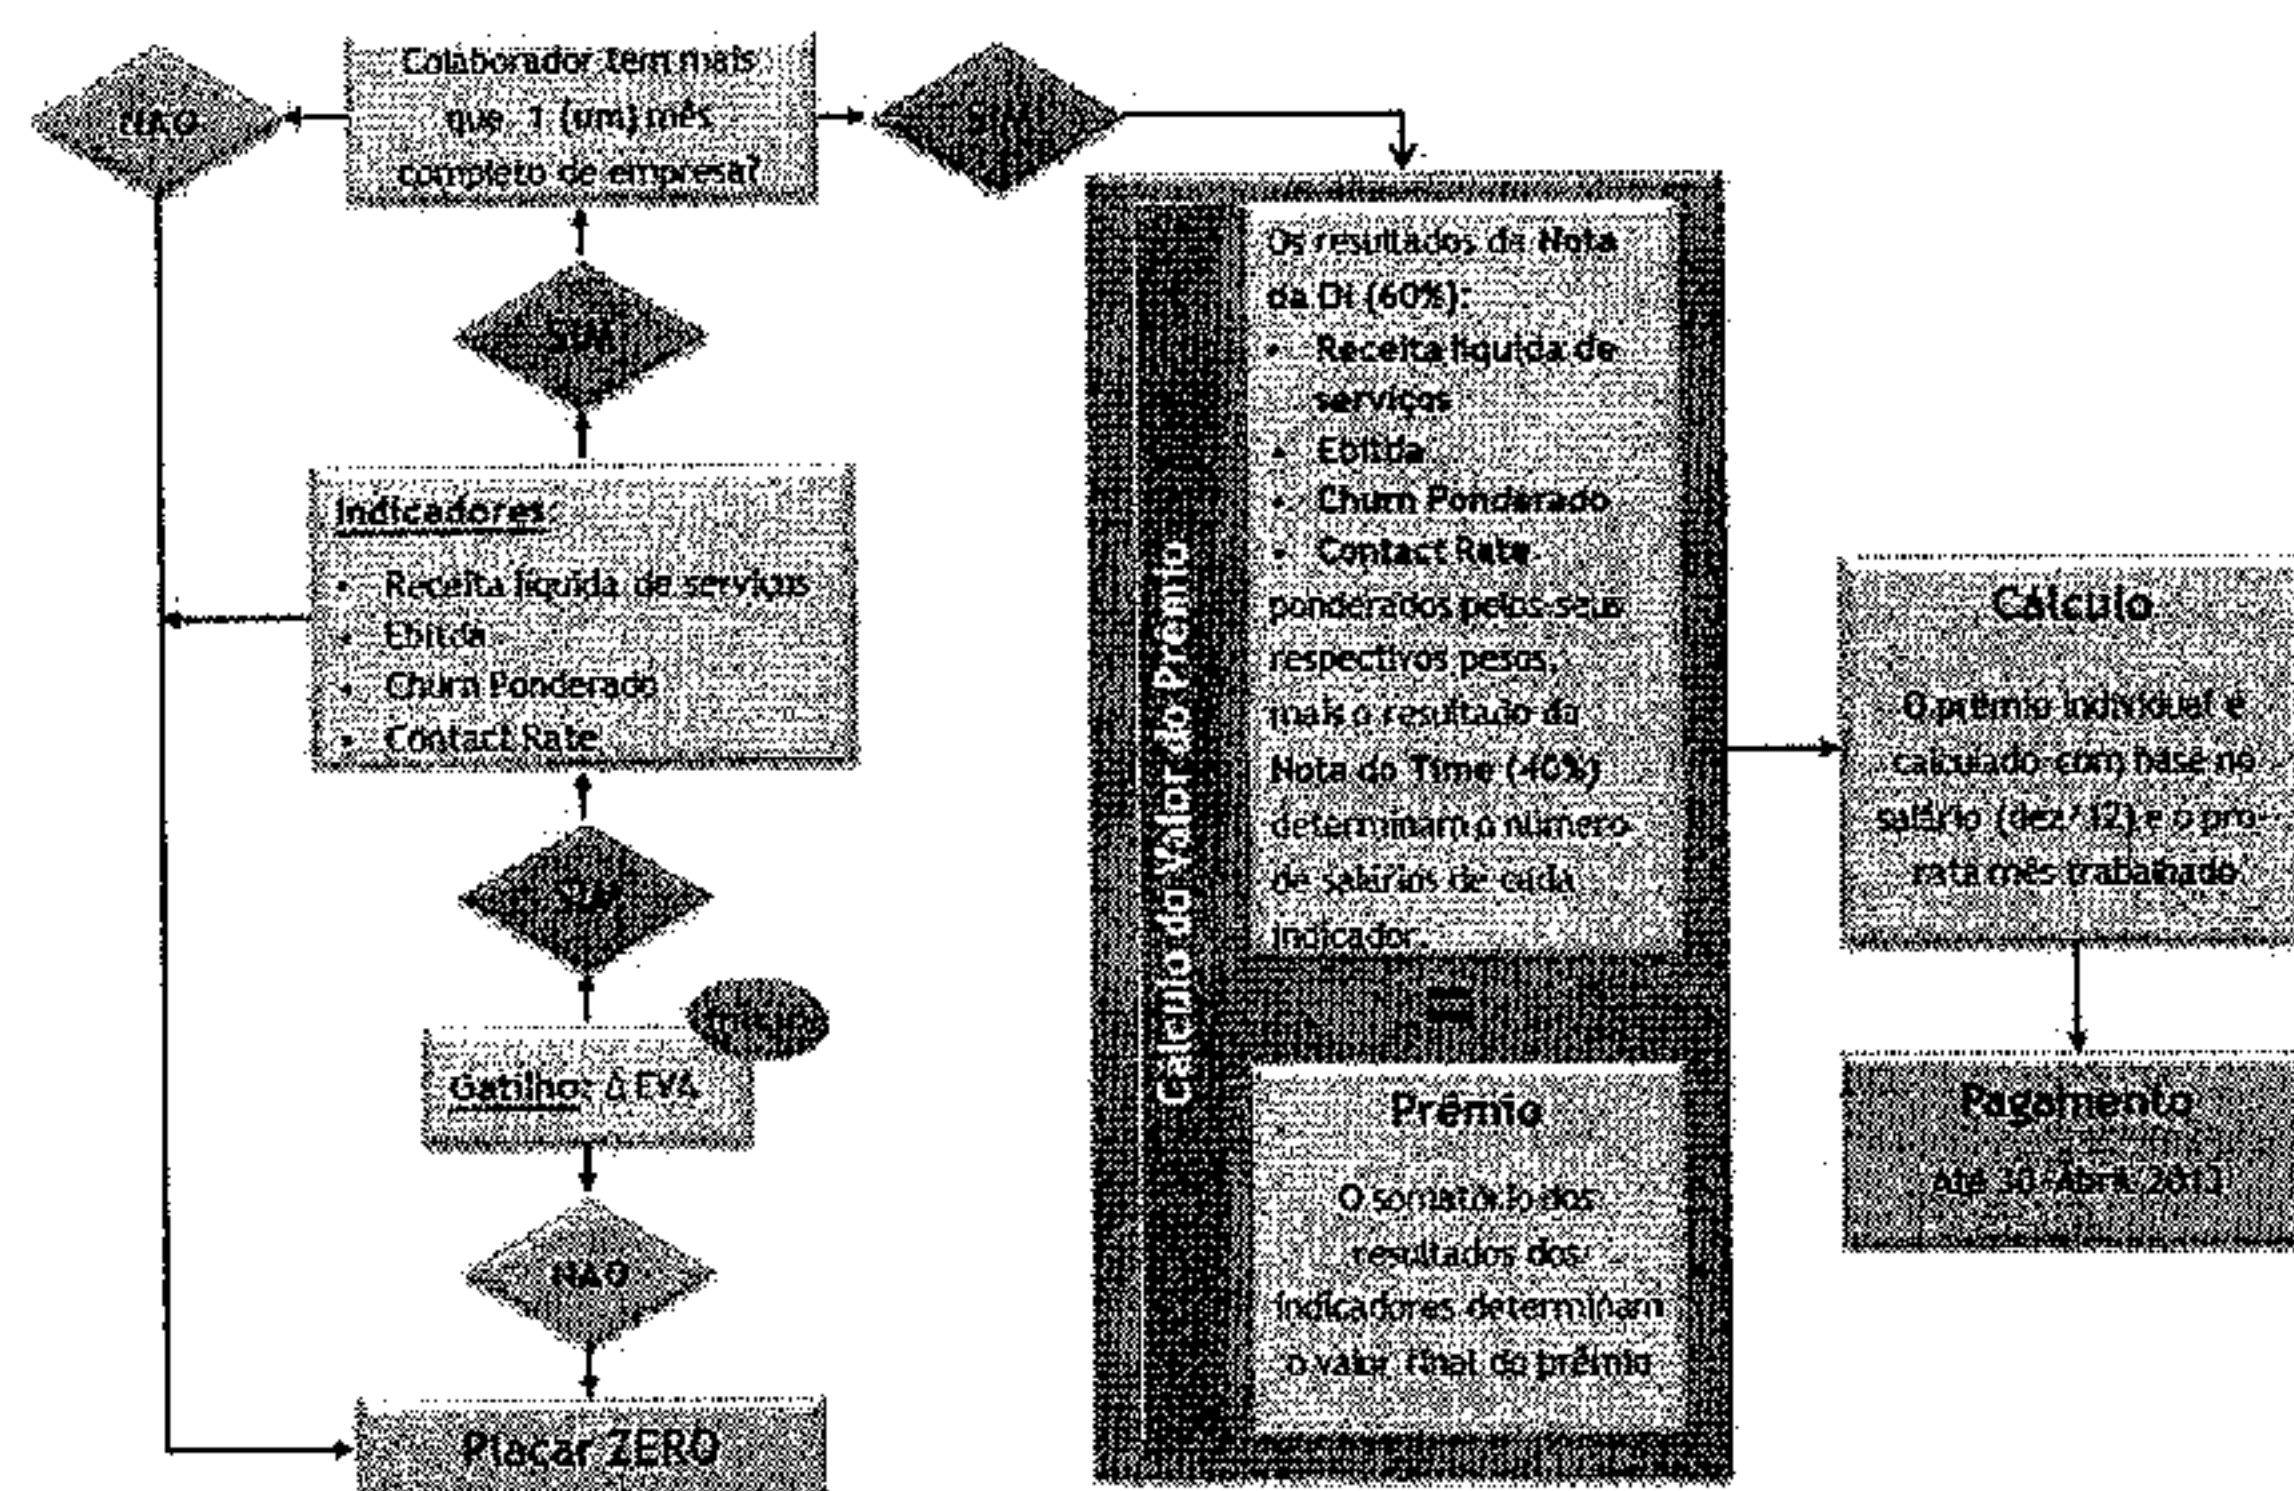 NÃO
Colaborador tem mais
que 1 (um) mês
completo de empresa?
SIM
SIM
Indicadores:
• Receita líquida de serviços
• Ebitda
• Churn Ponderado
• Contact Rate
SIM
Início
Gatilho: Δ EVA
NÃO
Placar ZERO
Cálculo do Valor do Prêmio
Os resultados da Nota
da DI (60%):
• Receita líquida de
serviços
• Ebitda
• Churn Ponderado
• Contact Rate
ponderados pelos seus
respectivos pesos,
mais o resultado da
Nota do Time (40%)
determinam o número
de salários de cada
indicador.
=
Prêmio
O somatório dos
resultados dos
indicadores determinam
o valor final do prêmio
Cálculo
O prêmio individual é
calculado com base no
salário (dez/12) e o pro-
rata mês trabalhado
Pagamento
até 30 Abril 2013